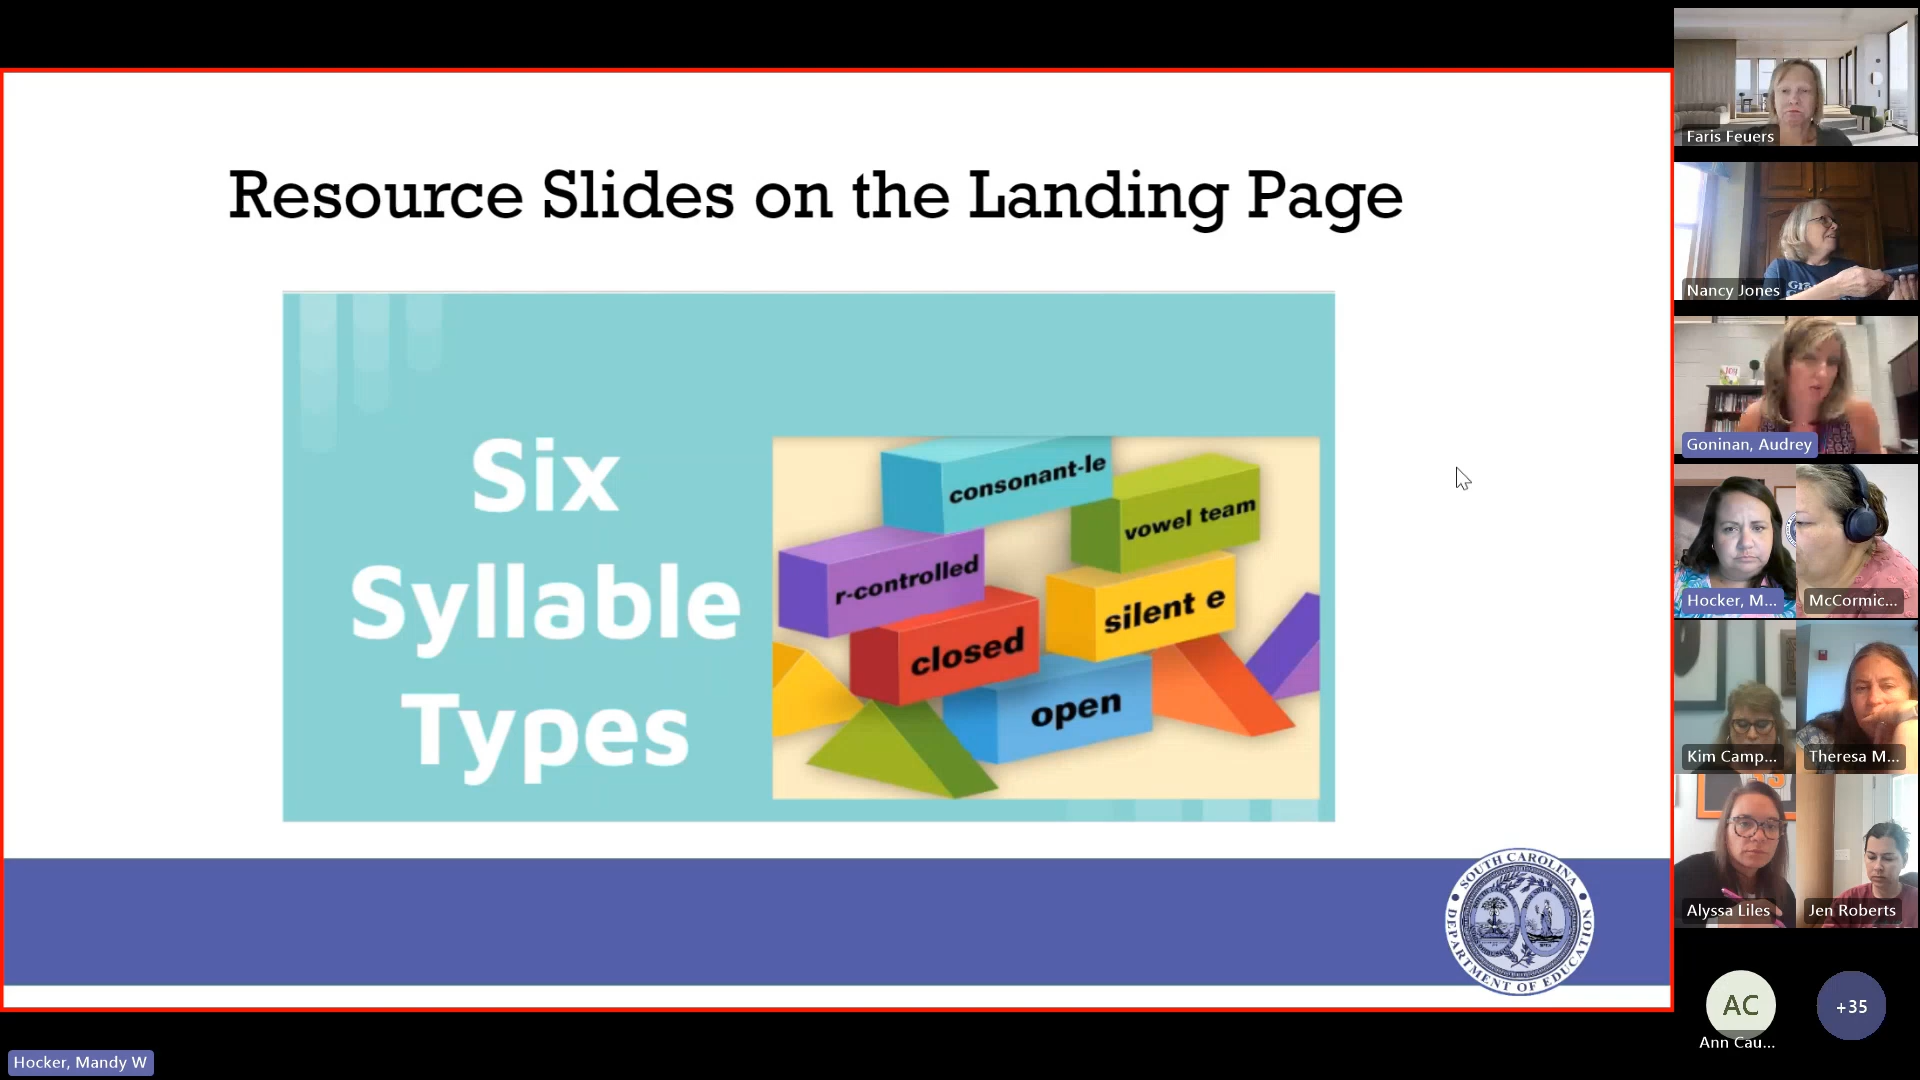 Resource Slides on the Landing Page
Six
Syllable
Types
consonant-le
vowel team
r-controlled
silent e
closed
open
SOUTH CAROLINA
DEPARTMENT OF EDUCATION
Faris Feuers
Nancy Jones
Goninan, Audrey
Hocker, M...
McCormic...
Kim Camp...
Theresa M...
Alyssa Liles
Jen Roberts
AC
+35
Ann Cau...
Hocker, Mandy W